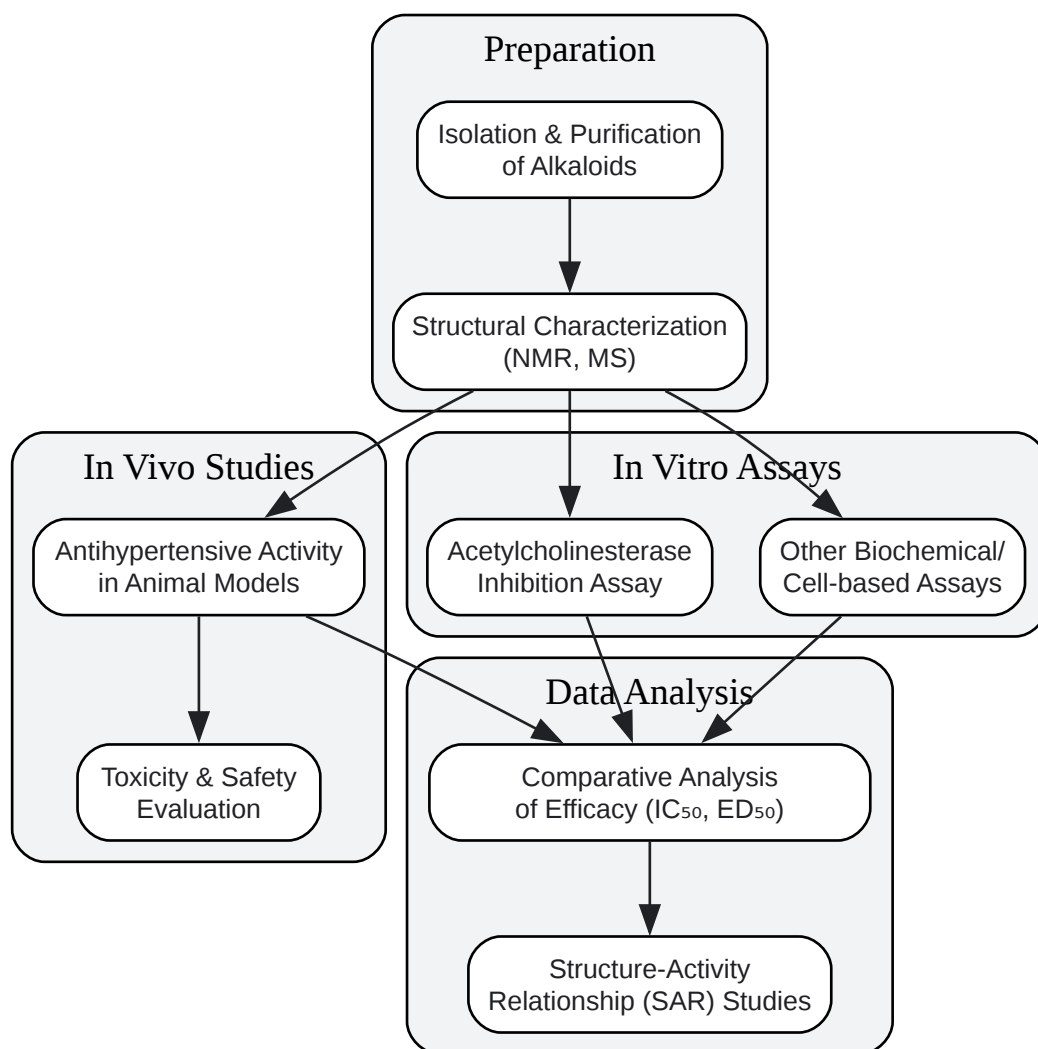 Preparation
Isolation & Purification
of Alkaloids
Structural Characterization
(NMR, MS)
In Vivo Studies
Antihypertensive Activity
in Animal Models
Toxicity & Safety
Evaluation
In Vitro Assays
Acetylcholinesterase
Inhibition Assay
Other Biochemical/
Cell-based Assays
Data Analysis
Comparative Analysis
of Efficacy (IC₅₀, ED₅₀)
Structure-Activity
Relationship (SAR) Studies